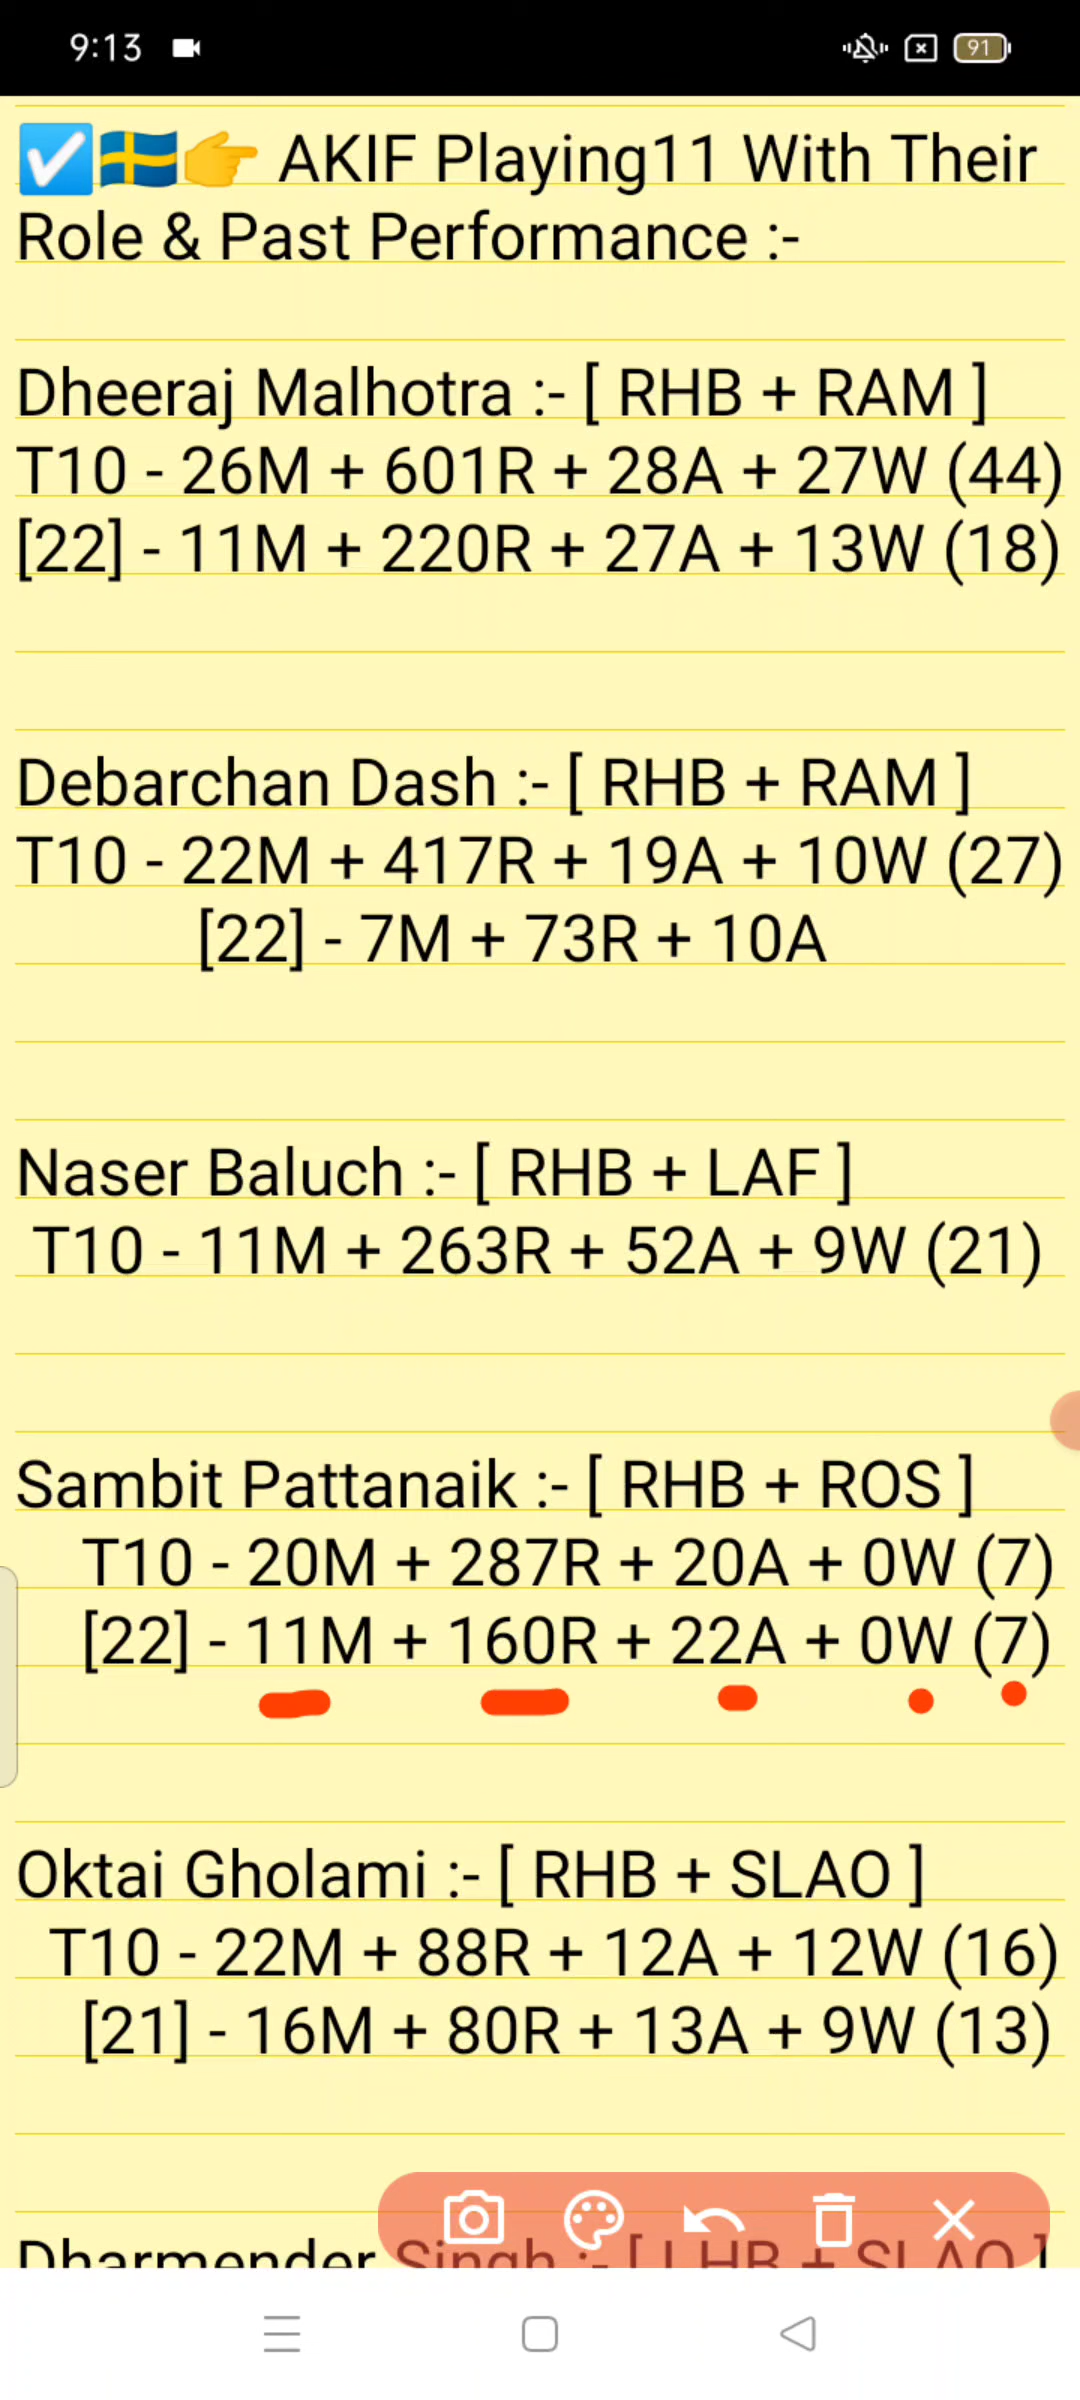 9:13
91
✅🇸🇪👉 AKIF Playing11 With Their
Role & Past Performance :-
Dheeraj Malhotra :- [ RHB + RAM ]
T10 - 26M + 601R + 28A + 27W (44)
[22] - 11M + 220R + 27A + 13W (18)
Debarchan Dash :- [ RHB + RAM ]
T10 - 22M + 417R + 19A + 10W (27)
[22] - 7M + 73R + 10A
Naser Baluch :- [ RHB + LAF ]
T10 - 11M + 263R + 52A + 9W (21)
Sambit Pattanaik :- [ RHB + ROS ]
T10 - 20M + 287R + 20A + 0W (7)
[22] - 11M + 160R + 22A + 0W (7)
Oktai Gholami :- [ RHB + SLAO ]
T10 - 22M + 88R + 12A + 12W (16)
[21] - 16M + 80R + 13A + 9W (13)
Dharmender Singh :- [ LHB + SLAO ]